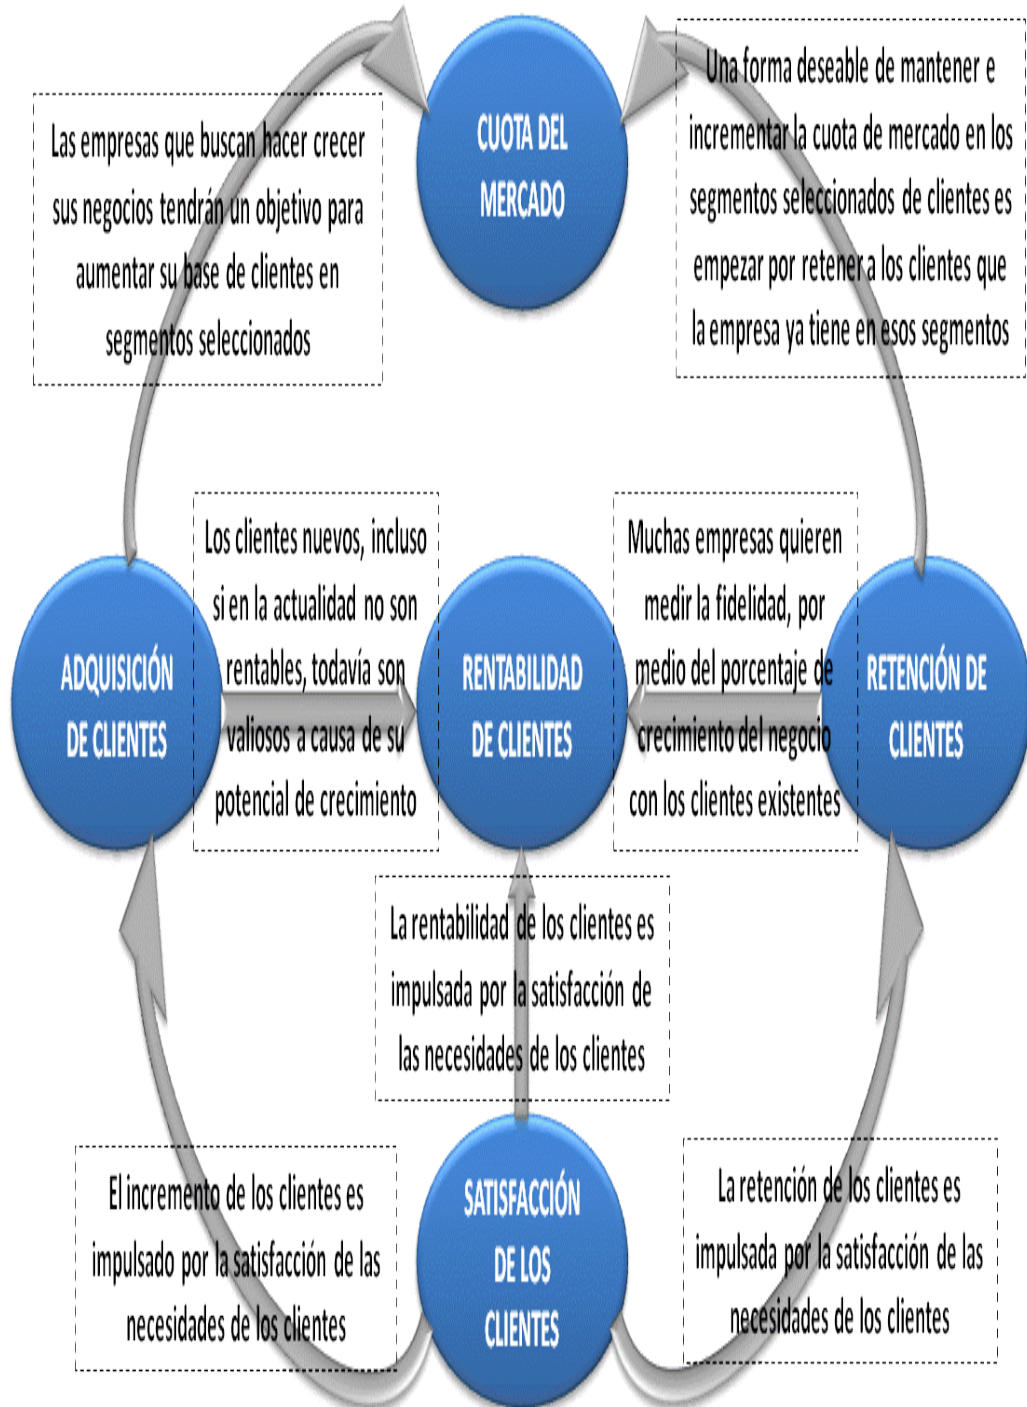 CUOTA DEL
MERCADO
Las empresas que buscan hacer crecer
sus negocios tendrán un objetivo para
aumentar su base de clientes en
segmentos seleccionados
Una forma deseable de mantener e
incrementar la cuota de mercado en los
segmentos seleccionados de clientes es
empezar por retener a los clientes que
la empresa ya tiene en esos segmentos
ADQUISICIÓN
DE CLIENTES
Los clientes nuevos, incluso
si en la actualidad no son
rentables, todavía son
valiosos a causa de su
potencial de crecimiento
RENTABILIDAD
DE CLIENTES
Muchas empresas quieren
medir la fidelidad, por
medio del porcentaje de
crecimiento del negocio
con los clientes existentes
RETENCIÓN DE
CLIENTES
La rentabilidad de los clientes es
impulsada por la satisfacción de
las necesidades de los clientes
El incremento de los clientes es
impulsado por la satisfacción de las
necesidades de los clientes
SATISFACCIÓN
DE LOS
CLIENTES
La retención de los clientes es
impulsada por la satisfacción de las
necesidades de los clientes